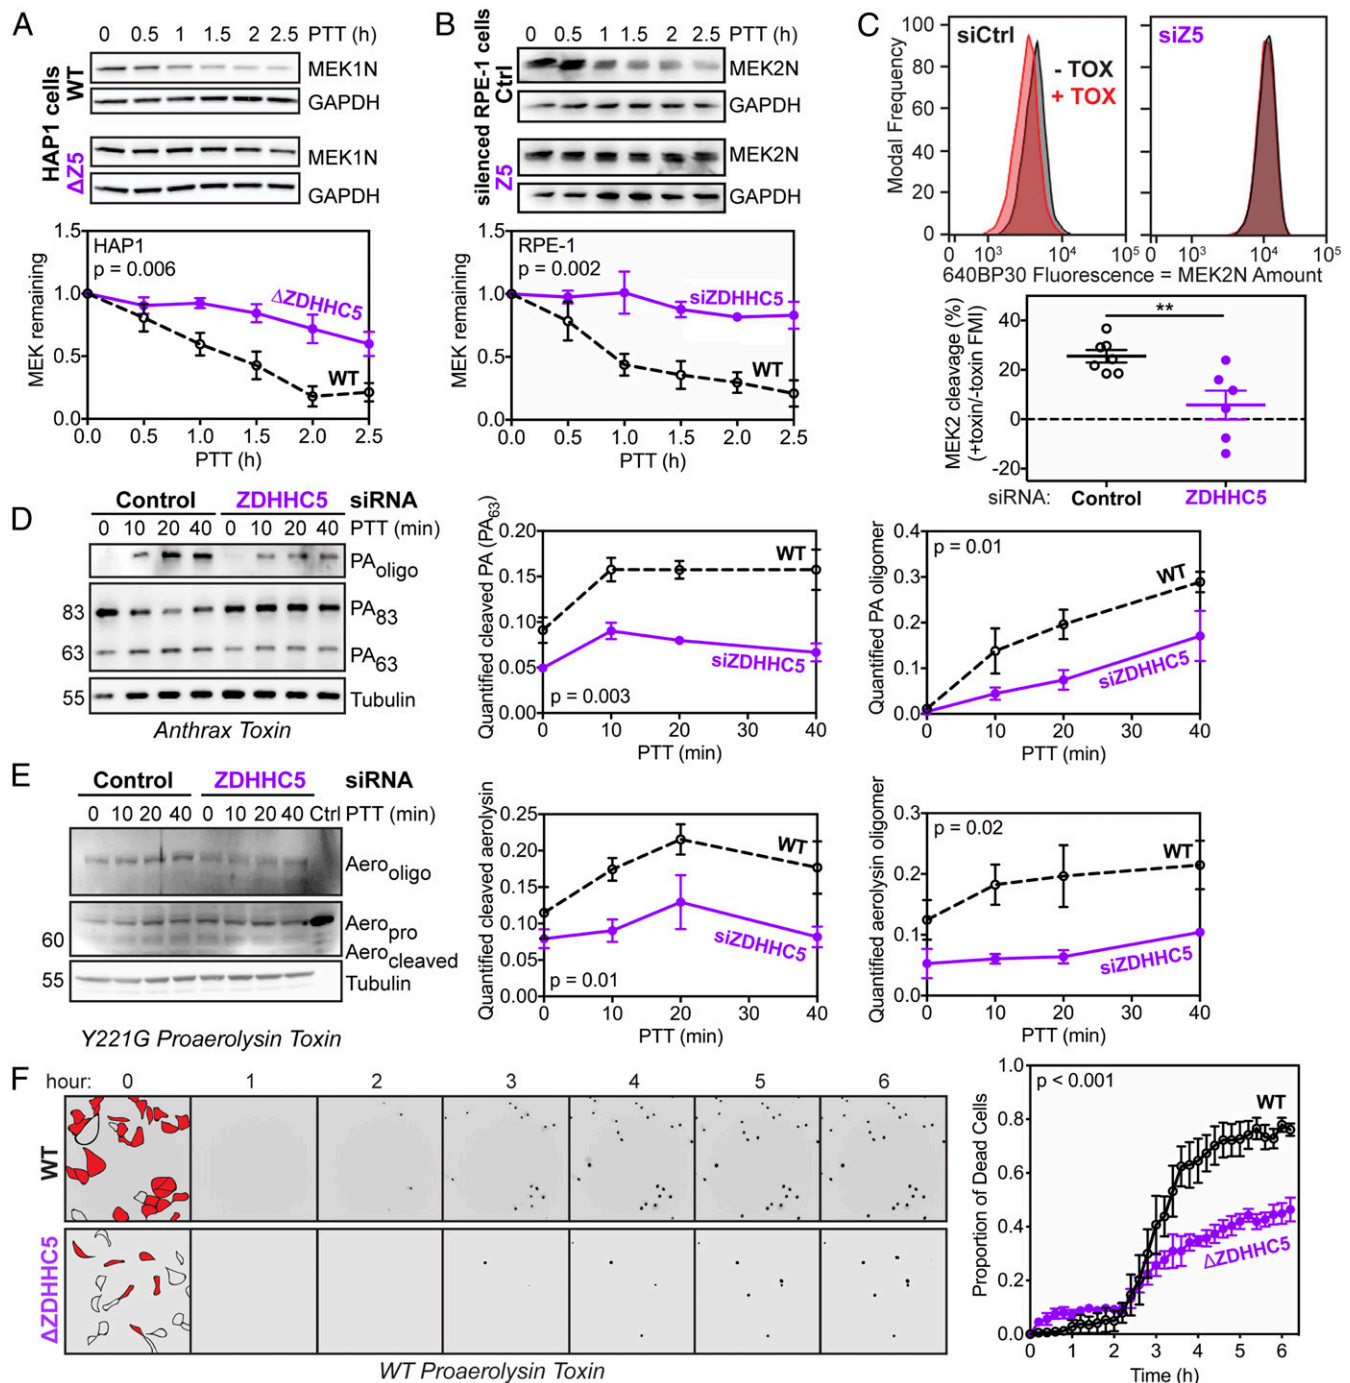 A
0 0.5 1 1.5 2 2.5 PTT (h)
HAP1 cells
WT
MEK1N
GAPDH
ΔZ5
MEK1N
GAPDH
1.5
1.0
0.5
0.0
MEK remaining
HAP1
p = 0.006
ΔZDHHC5
WT
0.0 0.5 1.0 1.5 2.0 2.5
PTT (h)
B
0 0.5 1 1.5 2 2.5 PTT (h)
silenced RPE-1 cells
Ctrl
MEK2N
GAPDH
Z5
MEK2N
GAPDH
1.5
1.0
0.5
0.0
MEK remaining
RPE-1
p = 0.002
siZDHHC5
WT
0.0 0.5 1.0 1.5 2.0 2.5
PTT (h)
C
100
80
60
40
20
0
Modal Frequency
siCtrl
- TOX
+ TOX
siZ5
0 10³ 10⁴ 10⁵
0 10³ 10⁴ 10⁵
640BP30 Fluorescence = MEK2N Amount
MEK2 cleavage (%)
(+toxin/-toxin FMI)
40
20
0
-20
**
siRNA: Control ZDHHC5
D
Control ZDHHC5 siRNA
0 10 20 40 0 10 20 40 PTT (min)
PAoligo
83 PA83
63 PA63
55 Tubulin
Anthrax Toxin
Quantified cleaved PA (PA63)
0.20
0.15
0.10
0.05
0.00
WT
siZDHHC5
p = 0.003
0 10 20 30 40
PTT (min)
Quantified PA oligomer
0.4
0.3
0.2
0.1
0.0
p = 0.01
WT
siZDHHC5
0 10 20 30 40
PTT (min)
E
Control ZDHHC5 siRNA
0 10 20 40 0 10 20 40 Ctrl PTT (min)
Aerooligo
Aeropro
60 Aerocleaved
55 Tubulin
Y221G Proaerolysin Toxin
Quantified cleaved aerolysin
0.25
0.20
0.15
0.10
0.05
0.00
WT
siZDHHC5
p = 0.01
0 10 20 30 40
PTT (min)
Quantified aerolysin oligomer
0.3
0.2
0.1
0.0
p = 0.02
WT
siZDHHC5
0 10 20 30 40
PTT (min)
F
hour: 0 1 2 3 4 5 6
WT
ΔZDHHC5
WT Proaerolysin Toxin
Proportion of Dead Cells
1.0
0.8
0.6
0.4
0.2
0.0
p < 0.001
WT
ΔZDHHC5
0 1 2 3 4 5 6
Time (h)